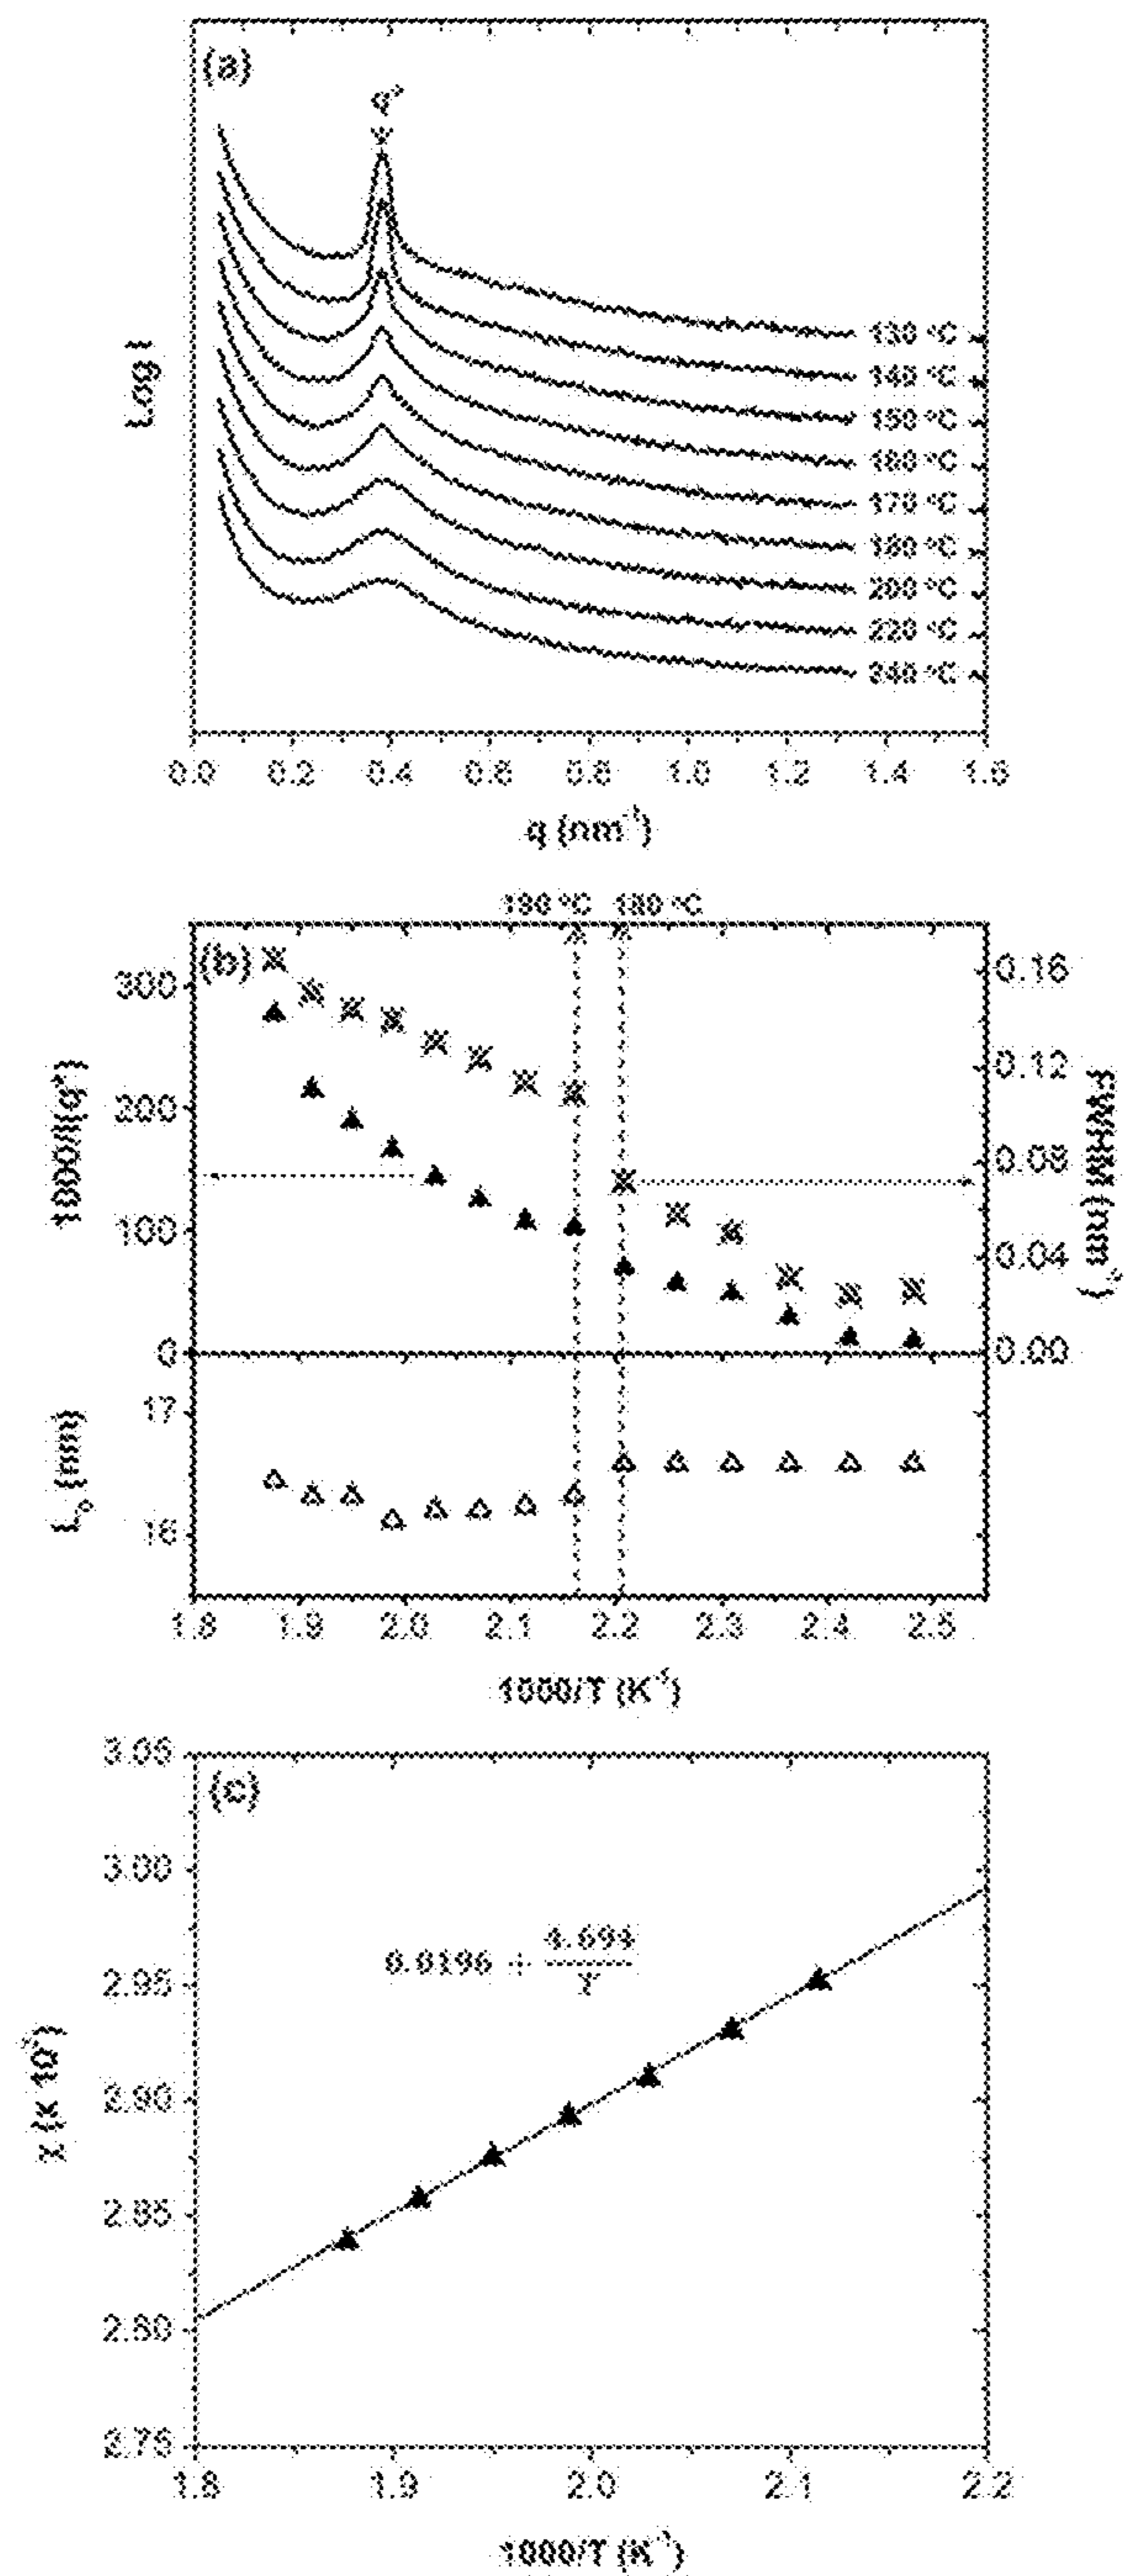 (a)
q*
Log I
130 °C
140 °C
150 °C
160 °C
170 °C
180 °C
200 °C
220 °C
240 °C
0.0 0.2 0.4 0.6 0.8 1.0 1.2 1.4 1.6
q (nm⁻¹)
190 °C 180 °C
(b)
300
200
100
0
1000/I(q*)
0.16
0.12
0.08
0.04
0.00
FWHM (nm⁻¹)
17
16
L₀ (nm)
1.8 1.9 2.0 2.1 2.2 2.3 2.4 2.5
1000/T (K⁻¹)
(c)
3.05
3.00
2.95
2.90
2.85
2.80
2.75
0.0196 + 4.694/T
1.8 1.9 2.0 2.1 2.2
1000/T (K⁻¹)